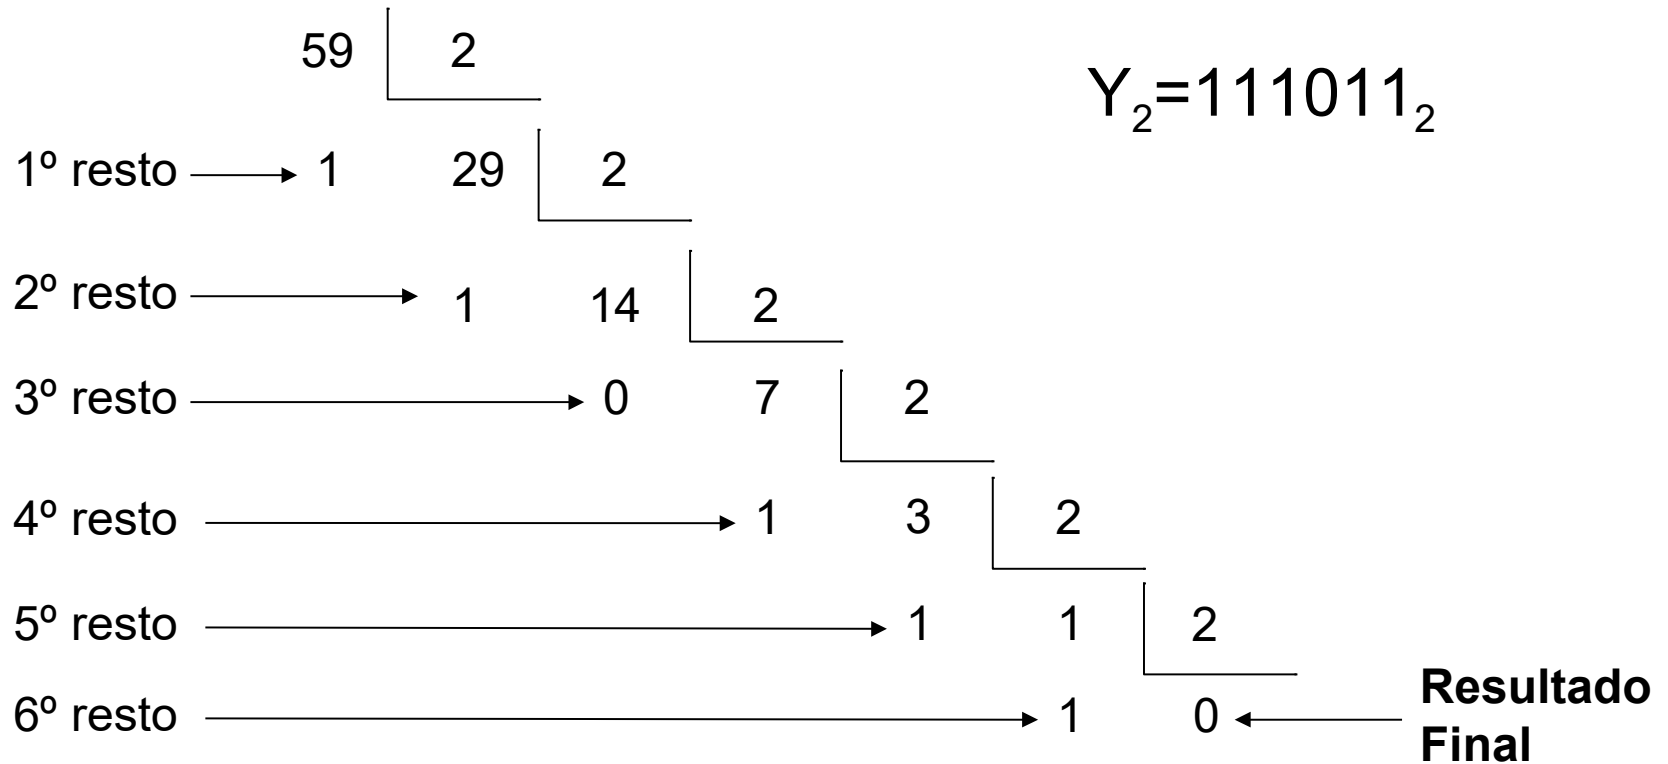 59 2
Y₂=111011₂
1º resto 1 29 2
2º resto 1 14 2
3º resto 0 7 2
4º resto 1 3 2
5º resto 1 1 2
6º resto 1 0 Resultado
Final